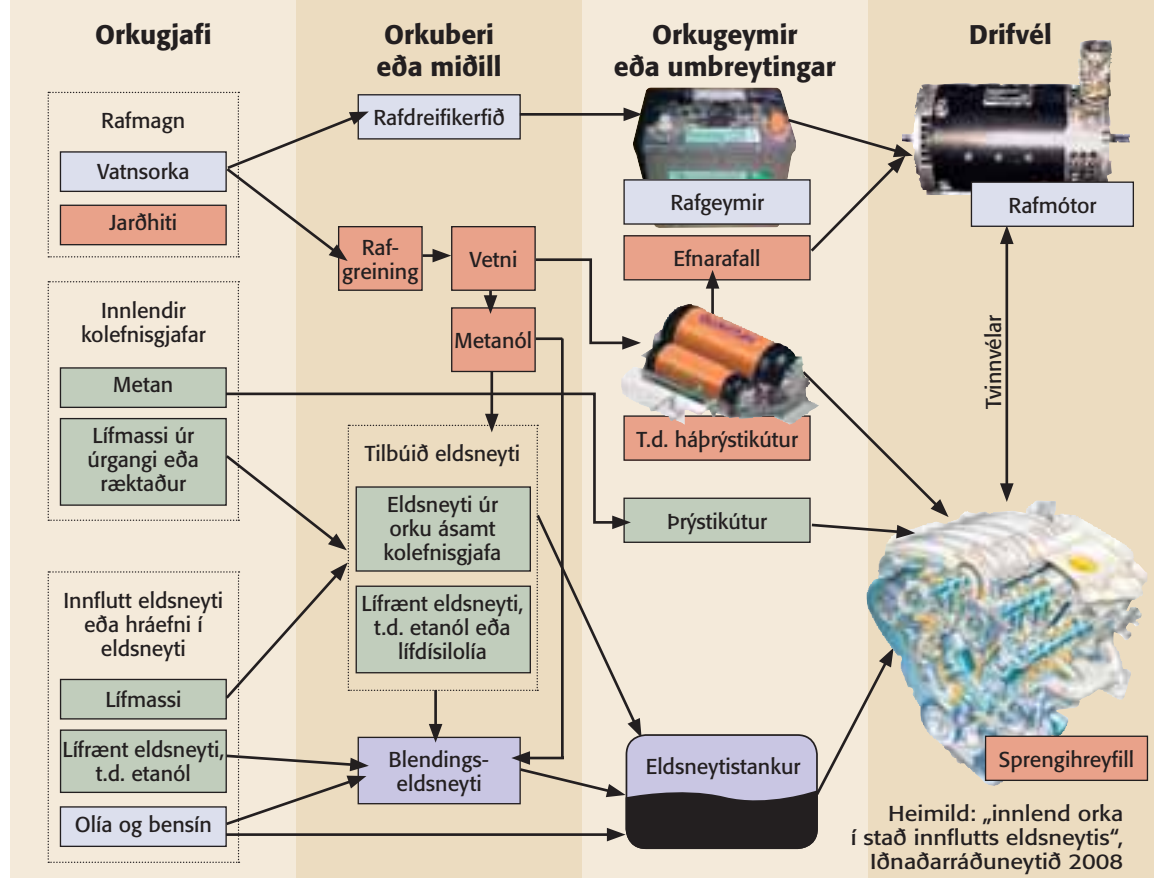 Orkugjafi
Orkuberi
eða miðill
Orkugeymir
eða umbreytingar
Drifvél
Rafmagn
Vatnsorka
Jarðhiti
Innlendir
kolefnisgjafar
Metan
Lífmassi úr
úrgangi eða
ræktaður
Innflutt eldsneyti
eða hráefni í
eldsneyti
Lífmassi
Lífrænt eldsneyti,
t.d. etanól
Olía og bensín
Rafdreifikerfið
Raf-
greining
Vetni
Metanól
Tilbúið eldsneyti
Eldsneyti úr
orku ásamt
kolefnisgjafa
Lífrænt eldsneyti,
t.d. etanól eða
lífdísilolía
Blendings-
eldsneyti
Rafgeymir
Efnarafall
T.d. háþrýstikútur
Þrýstikútur
Eldsneytistankur
Rafmótor
Tvinnvélar
Sprengihreyfill
Heimild: „innlend orka
í stað innflutts eldsneytis“,
Iðnaðarráðuneytið 2008